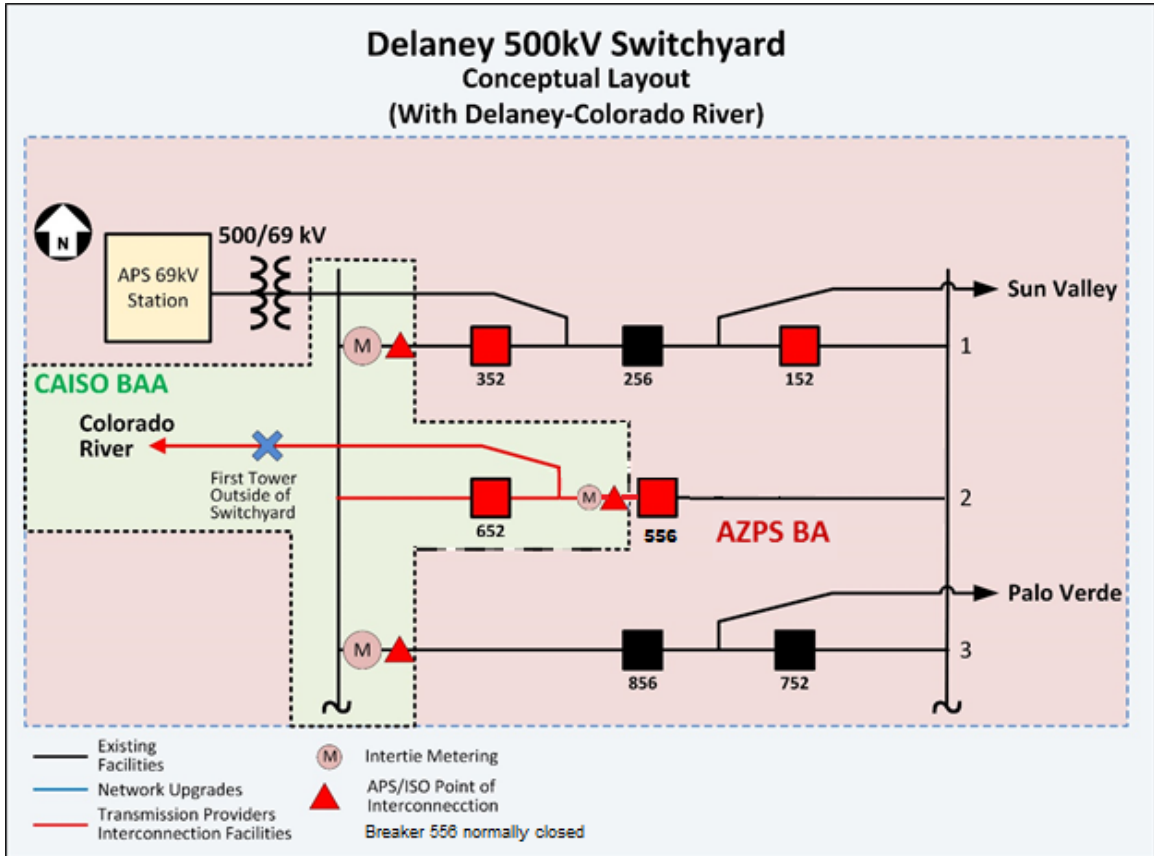 Delaney 500kV Switchyard
Conceptual Layout
(With Delaney-Colorado River)
N
APS 69kV
Station
500/69 kV
Sun Valley
M
352
256
152
1
CAISO BAA
Colorado
River
First Tower
Outside of
Switchyard
M
652
556
2
AZPS BA
Palo Verde
M
856
752
3
Existing
Facilities
Network Upgrades
Transmission Providers
Interconnection Facilities
M
Intertie Metering
APS/ISO Point of
Interconnecction
Breaker 556 normally closed